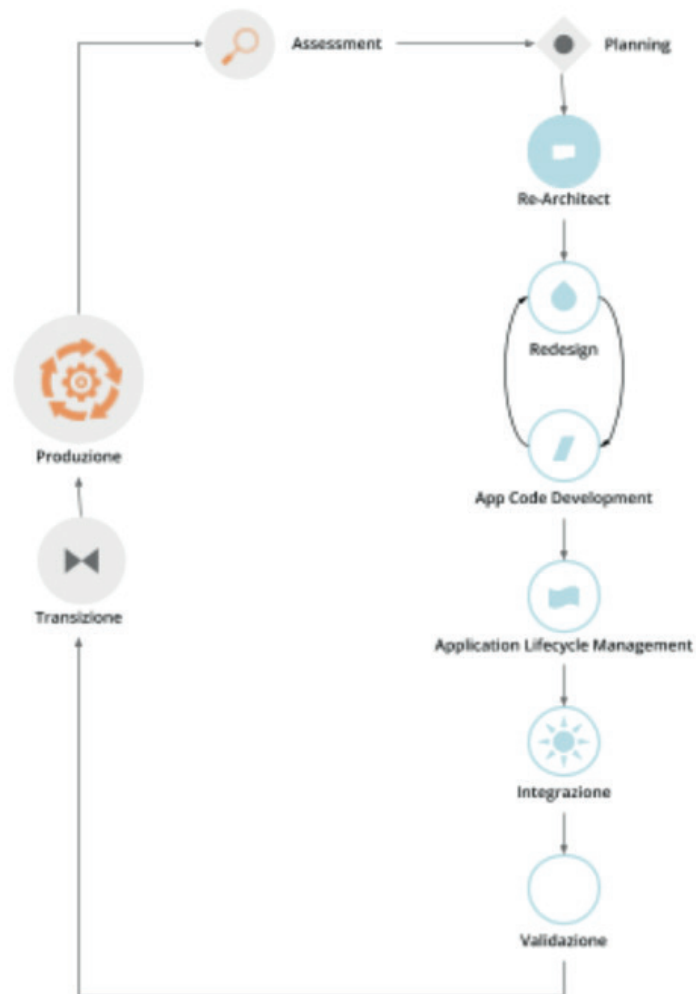 Assessment
Planning
Re-Architect
Redesign
Produzione
App Code Development
Transizione
Application Lifecycle Management
Integrazione
Validazione